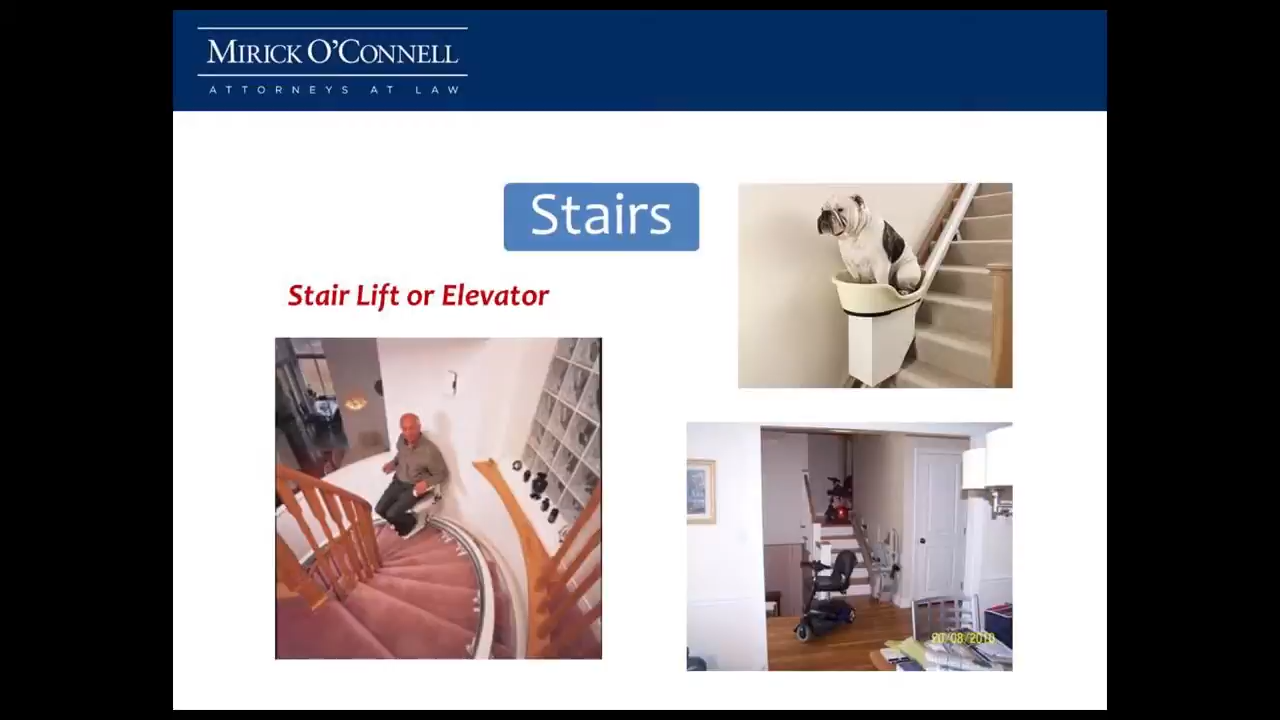 MIRICK O'CONNELL
ATTORNEYS AT LAW
Stairs
Stair Lift or Elevator
20/08/2010